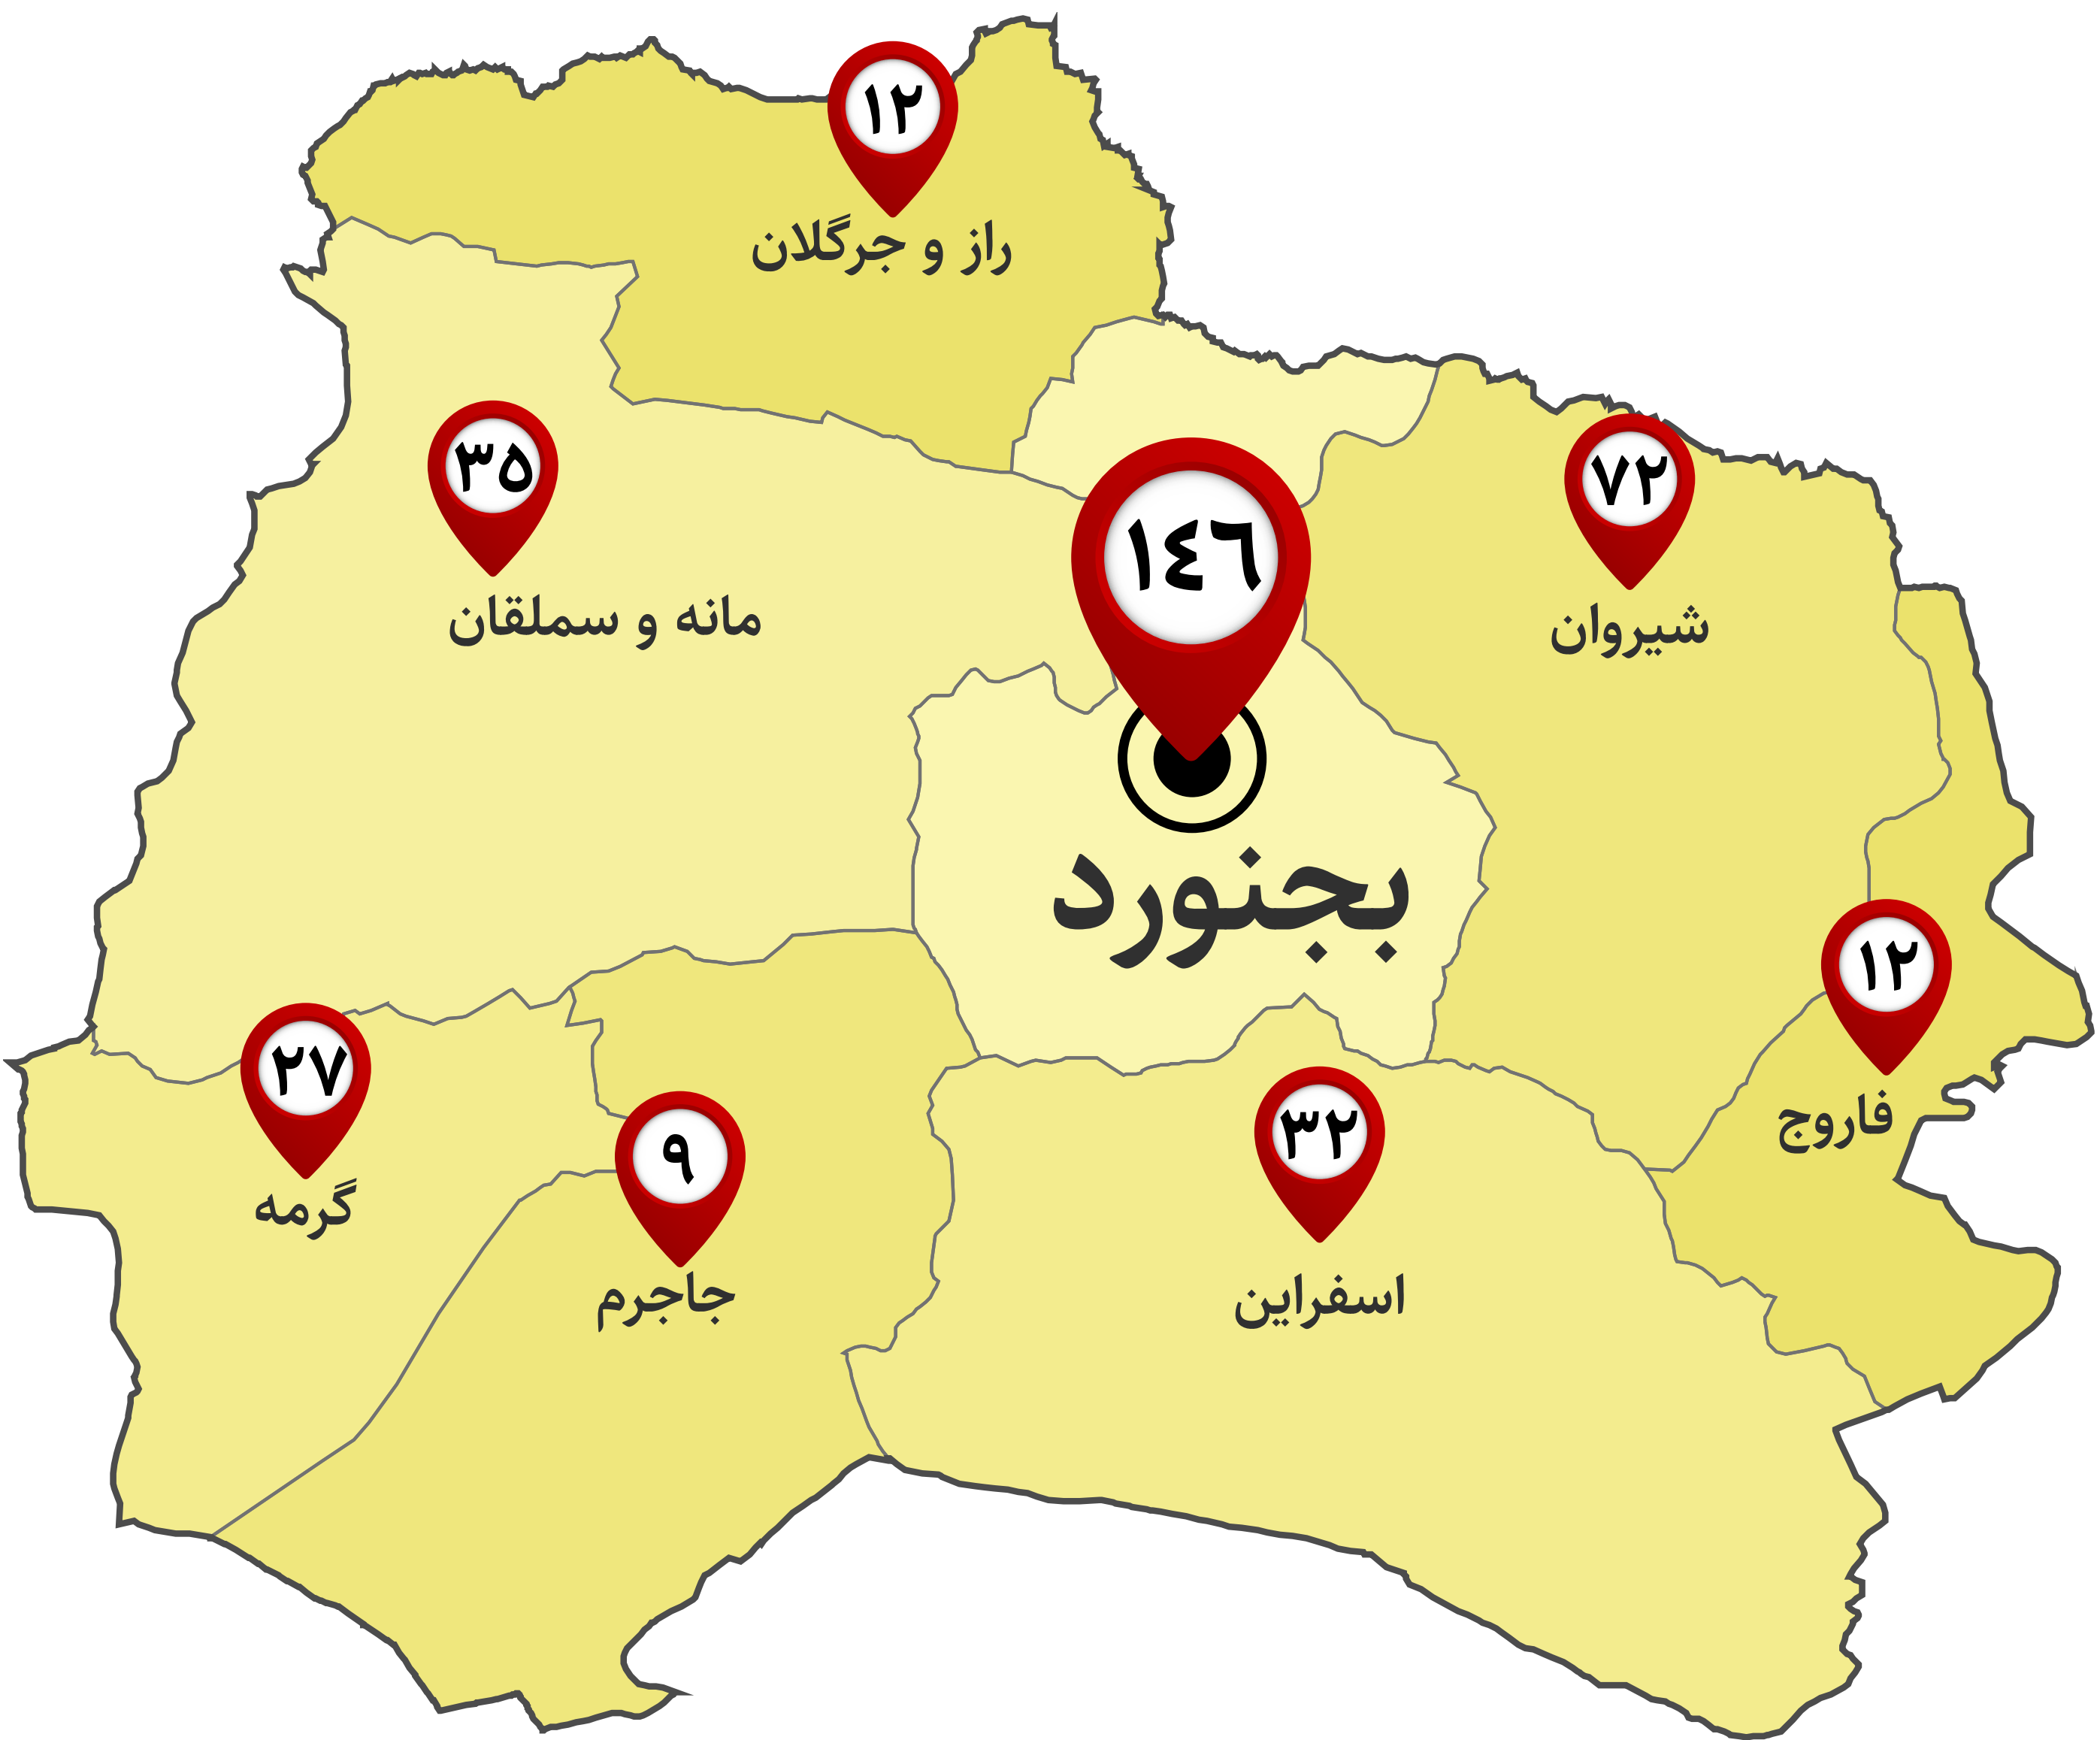 ۱۲
راز و جرگلان
۳۵
مانه و سملقان
۱٤٦
بجنورد
۷۲
شیروان
۱۲
فاروج
۲۷
گرمه
۹
جاجرم
۳۲
اسفراین